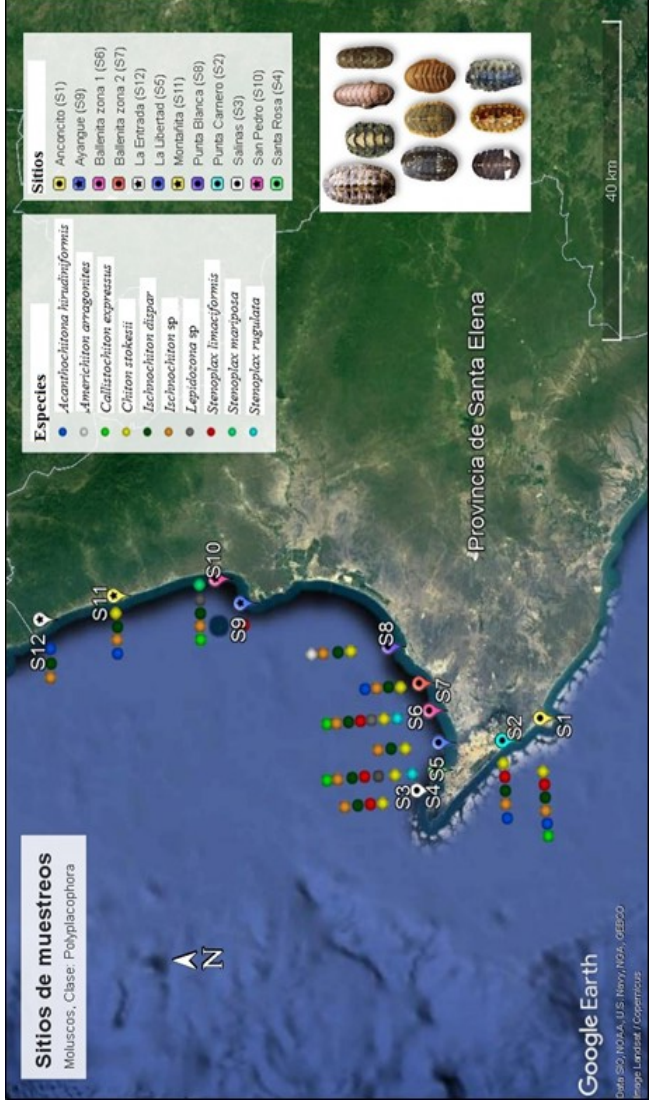 Sitios de muestreos
Moluscos, Clase: Polyplacophora
N
Especies
Acanthochitona hirudiniformis
Americhiton arragonites
Callistochiton expressus
Chiton stokesii
Ischnochiton dispar
Ischnochiton sp
Lepidozona sp
Stenoplax limaciformis
Stenoplax mariposa
Stenoplax rugulata
Sitios
Anconcito (S1)
Ayangue (S9)
Ballenita zona 1 (S6)
Ballenita zona 2 (S7)
La Entrada (S12)
La Libertad (S5)
Montañita (S11)
Punta Blanca (S8)
Punta Carnero (S2)
Salinas (S3)
San Pedro (S10)
Santa Rosa (S4)
S12
S11
S10
S9
S8
S7
S6
S5
S4
S3
S2
S1
Provincia de Santa Elena
40 km
Google Earth
Data SIO, NOAA, U.S. Navy, NGA, GEBCO
Image Landsat / Copernicus